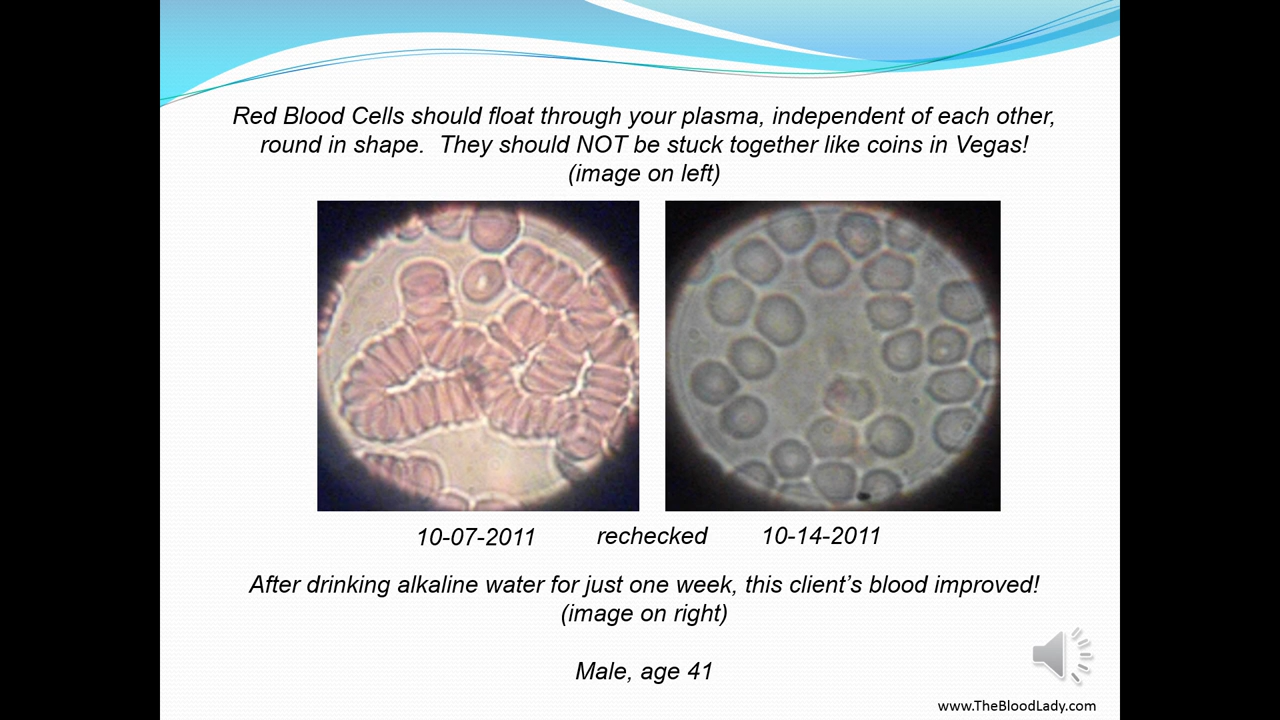 Red Blood Cells should float through your plasma, independent of each other,
round in shape.  They should NOT be stuck together like coins in Vegas!
(image on left)
10-07-2011 rechecked 10-14-2011
After drinking alkaline water for just one week, this client’s blood improved!
(image on right)
Male, age 41
www.TheBloodLady.com